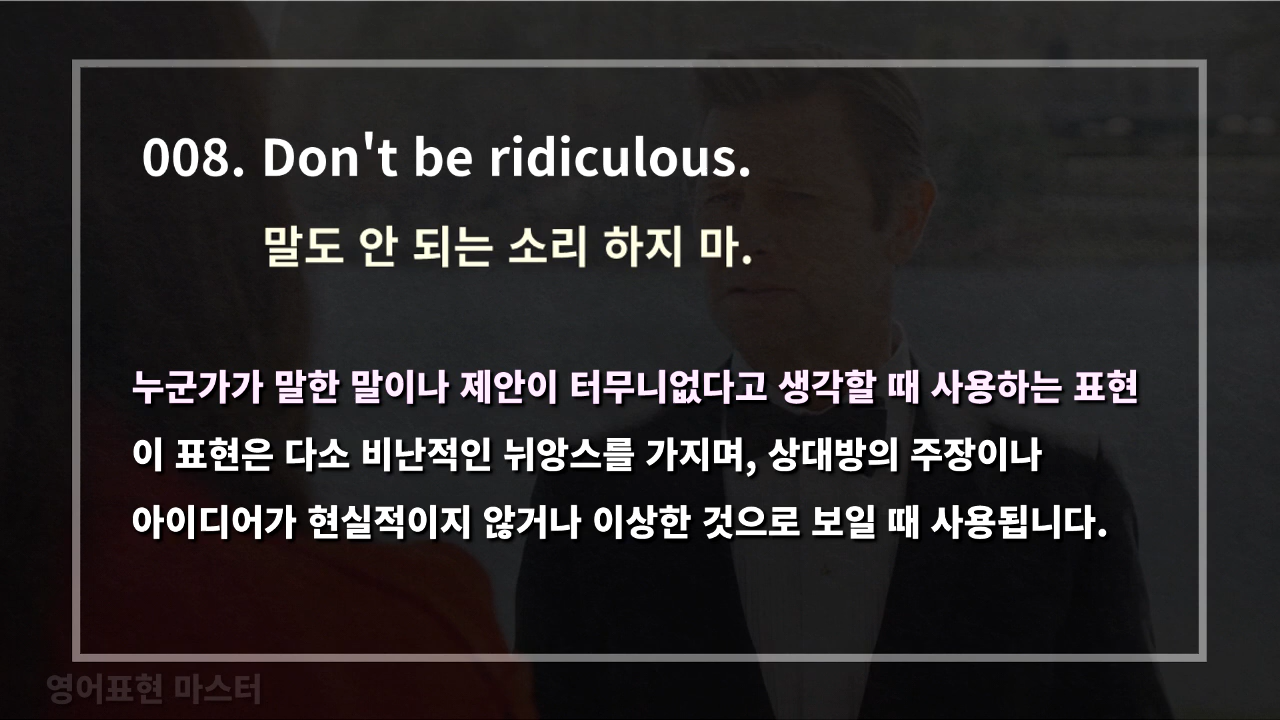 008. Don't be ridiculous.
말도 안 되는 소리 하지 마.
누군가가 말한 말이나 제안이 터무니없다고 생각할 때 사용하는 표현
이 표현은 다소 비난적인 뉘앙스를 가지며, 상대방의 주장이나
아이디어가 현실적이지 않거나 이상한 것으로 보일 때 사용됩니다.
영어표현 마스터